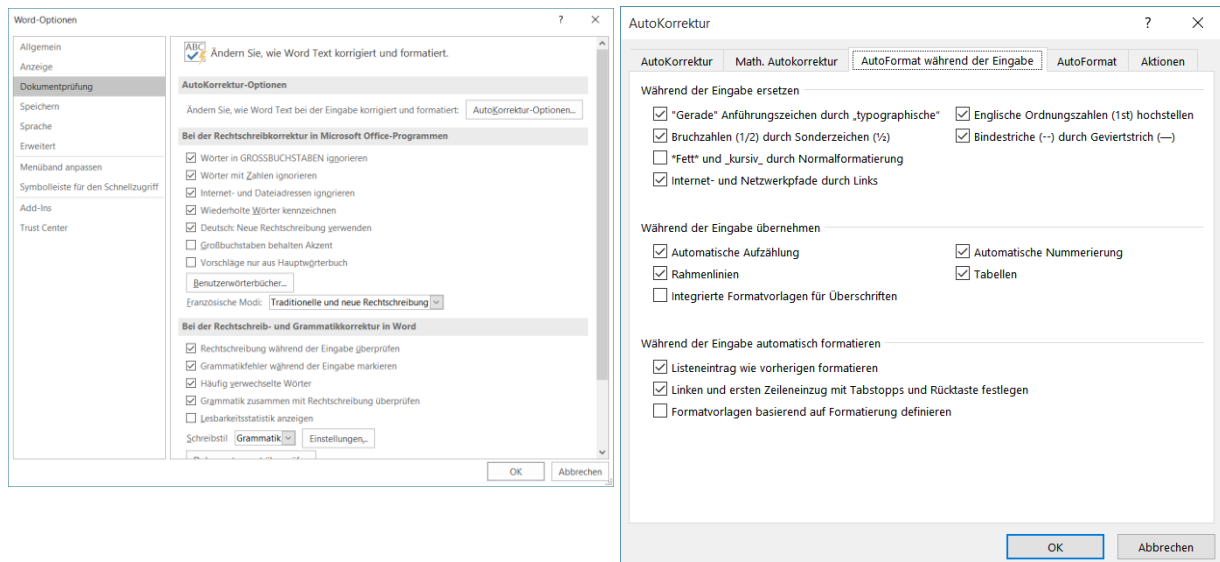 Word-Optionen
Allgemein
Anzeige
Dokumentprüfung
Speichern
Sprache
Erweitert
Menüband anpassen
Symbolleiste für den Schnellzugriff
Add-Ins
Trust Center
ABC
Ändern Sie, wie Word Text korrigiert und formatiert.
AutoKorrektur-Optionen
Ändern Sie, wie Word Text bei der Eingabe korrigiert und formatiert: AutoKorrektur-Optionen...
Bei der Rechtschreibkorrektur in Microsoft Office-Programmen
Wörter in GROSSBUCHSTABEN ignorieren
Wörter mit Zahlen ignorieren
Internet- und Dateiadressen ignorieren
Wiederholte Wörter kennzeichnen
Deutsch: Neue Rechtschreibung verwenden
Großbuchstaben behalten Akzent
Vorschläge nur aus Hauptwörterbuch
Benutzerwörterbücher...
Französische Modi: Traditionelle und neue Rechtschreibung
Bei der Rechtschreib- und Grammatikkorrektur in Word
Rechtschreibung während der Eingabe überprüfen
Grammatikfehler während der Eingabe markieren
Häufig verwechselte Wörter
Grammatik zusammen mit Rechtschreibung überprüfen
Lesbarkeitsstatistik anzeigen
Schreibstil Grammatik Einstellungen...
OK Abbrechen
AutoKorrektur
AutoKorrektur Math. Autokorrektur AutoFormat während der Eingabe AutoFormat Aktionen
Während der Eingabe ersetzen
"Gerade" Anführungszeichen durch „typographische“ Englische Ordnungszahlen (1st) hochstellen
Bruchzahlen (1/2) durch Sonderzeichen (½) Bindestriche (--) durch Geviertstrich (—)
*Fett* und _kursiv_ durch Normalformatierung
Internet- und Netzwerkpfade durch Links
Während der Eingabe übernehmen
Automatische Aufzählung Automatische Nummerierung
Rahmenlinien Tabellen
Integrierte Formatvorlagen für Überschriften
Während der Eingabe automatisch formatieren
Listeneintrag wie vorherigen formatieren
Linken und ersten Zeileneinzug mit Tabstopps und Rücktaste festlegen
Formatvorlagen basierend auf Formatierung definieren
OK Abbrechen